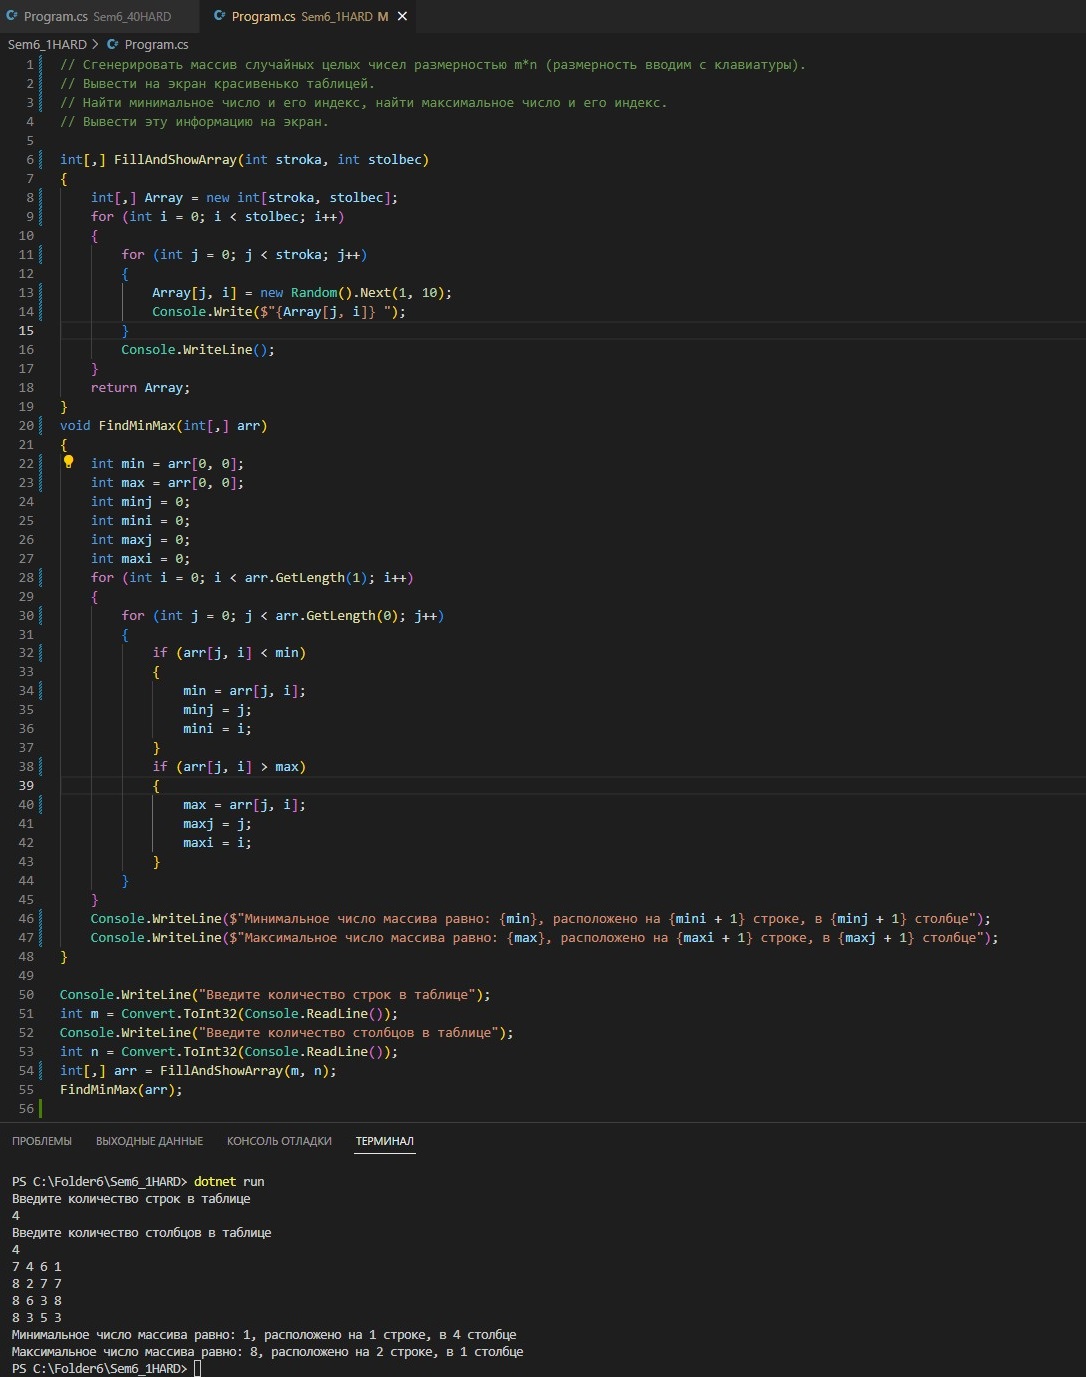 Program.cs Sem6_40HARD Program.cs Sem6_1HARD M
Sem6_1HARD > Program.cs
1 // Сгенерировать массив случайных целых чисел размерностью m*n (размерность вводим с клавиатуры).
2 // Вывести на экран красивенько таблицей.
3 // Найти минимальное число и его индекс, найти максимальное число и его индекс.
4 // Вывести эту информацию на экран.
5
6 int[,] FillAndShowArray(int stroka, int stolbec)
7 {
8 int[,] Array = new int[stroka, stolbec];
9 for (int i = 0; i < stolbec; i++)
10 {
11 for (int j = 0; j < stroka; j++)
12 {
13 Array[j, i] = new Random().Next(1, 10);
14 Console.Write($"{Array[j, i]} ");
15 }
16 Console.WriteLine();
17 }
18 return Array;
19 }
20 void FindMinMax(int[,] arr)
21 {
22 int min = arr[0, 0];
23 int max = arr[0, 0];
24 int minj = 0;
25 int mini = 0;
26 int maxj = 0;
27 int maxi = 0;
28 for (int i = 0; i < arr.GetLength(1); i++)
29 {
30 for (int j = 0; j < arr.GetLength(0); j++)
31 {
32 if (arr[j, i] < min)
33 {
34 min = arr[j, i];
35 minj = j;
36 mini = i;
37 }
38 if (arr[j, i] > max)
39 {
40 max = arr[j, i];
41 maxj = j;
42 maxi = i;
43 }
44 }
45 }
46 Console.WriteLine($"Минимальное число массива равно: {min}, расположено на {mini + 1} строке, в {minj + 1} столбце");
47 Console.WriteLine($"Максимальное число массива равно: {max}, расположено на {maxi + 1} строке, в {maxj + 1} столбце");
48 }
49
50 Console.WriteLine("Введите количество строк в таблице");
51 int m = Convert.ToInt32(Console.ReadLine());
52 Console.WriteLine("Введите количество столбцов в таблице");
53 int n = Convert.ToInt32(Console.ReadLine());
54 int[,] arr = FillAndShowArray(m, n);
55 FindMinMax(arr);
56
ПРОБЛЕМЫ ВЫХОДНЫЕ ДАННЫЕ КОНСОЛЬ ОТЛАДКИ ТЕРМИНАЛ
PS C:\Folder6\Sem6_1HARD> dotnet run
Введите количество строк в таблице
4
Введите количество столбцов в таблице
4
7 4 6 1
8 2 7 7
8 6 3 8
8 3 5 3
Минимальное число массива равно: 1, расположено на 1 строке, в 4 столбце
Максимальное число массива равно: 8, расположено на 2 строке, в 1 столбце
PS C:\Folder6\Sem6_1HARD>